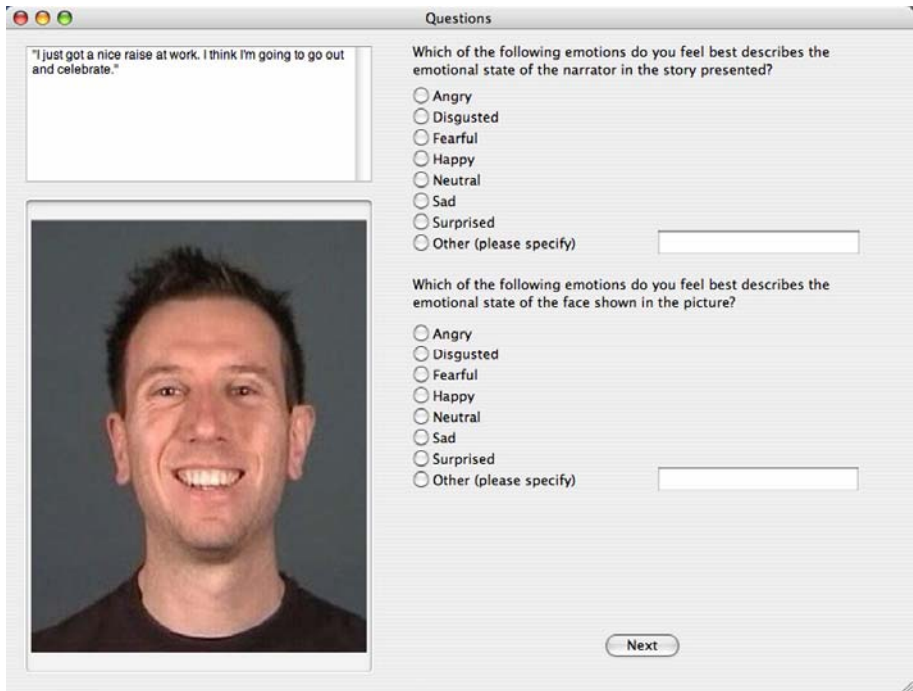 Questions
"I just got a nice raise at work. I think I'm going to go out
and celebrate."
Which of the following emotions do you feel best describes the
emotional state of the narrator in the story presented?
Angry
Disgusted
Fearful
Happy
Neutral
Sad
Surprised
Other (please specify)
Which of the following emotions do you feel best describes the
emotional state of the face shown in the picture?
Angry
Disgusted
Fearful
Happy
Neutral
Sad
Surprised
Other (please specify)
Next